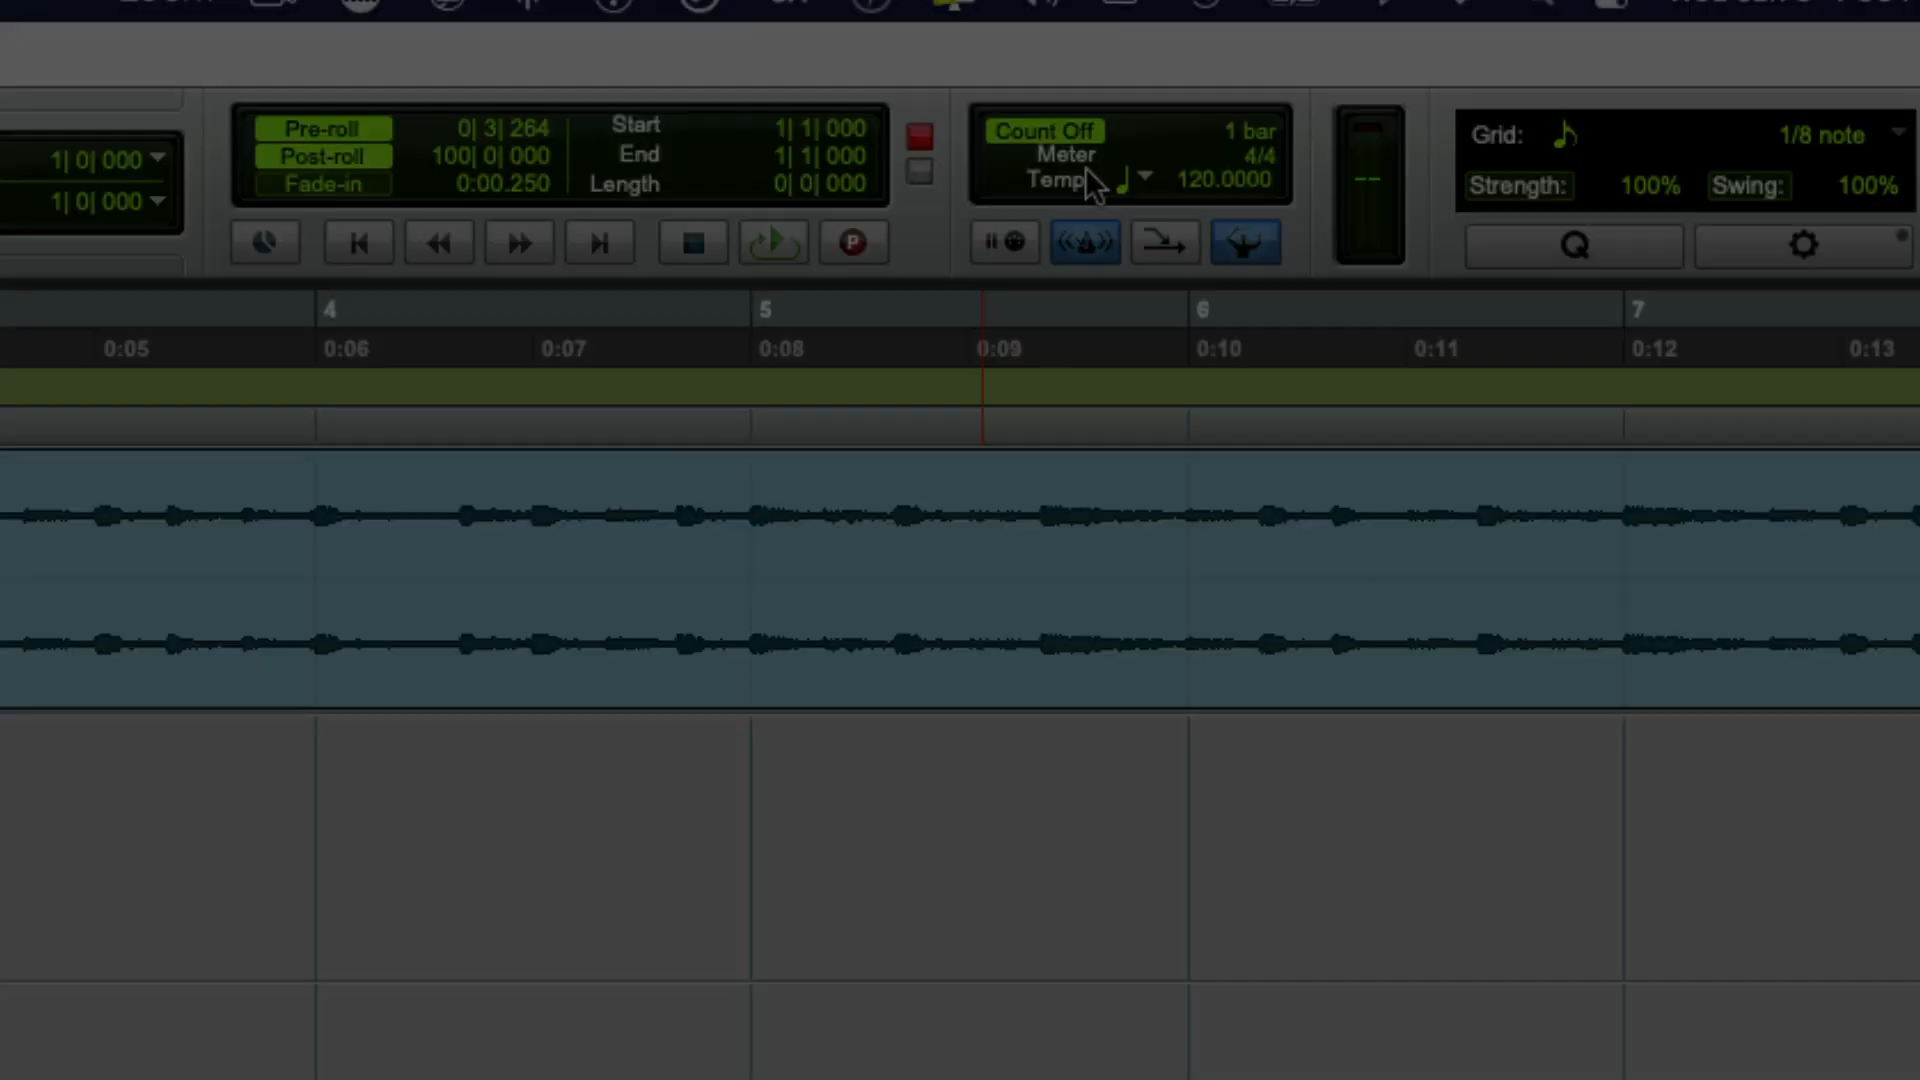 Pre-roll 0| 3| 264 Start 1| 1| 000
Post-roll 100| 0| 000 End 1| 1| 000
Fade-in 0:00.250 Length 0| 0| 000
1| 0| 000
1| 0| 000
Count Off 1 bar
Meter 4/4
Temp 120.0000
Grid: 1/8 note
Strength: 100% Swing: 100%
P
Q
4 5 6 7
0:05 0:06 0:07 0:08 0:09 0:10 0:11 0:12 0:13